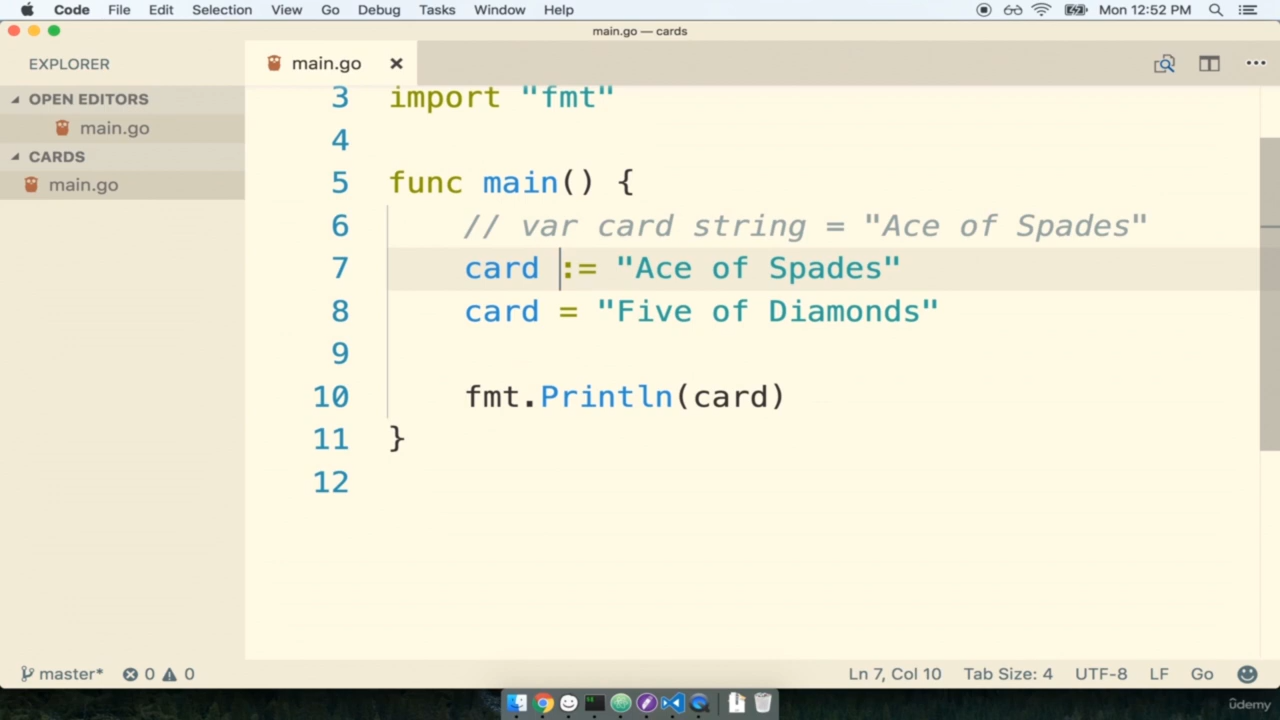 Code File Edit Selection View Go Debug Tasks Window Help Mon 12:52 PM
main.go — cards
EXPLORER
main.go
OPEN EDITORS
main.go
CARDS
main.go
3 import "fmt"
4
5 func main() {
6 // var card string = "Ace of Spades"
7 card := "Ace of Spades"
8 card = "Five of Diamonds"
9
10 fmt.Println(card)
11 }
12
master* 0 0 Ln 7, Col 10 Tab Size: 4 UTF-8 LF Go
ûdemy